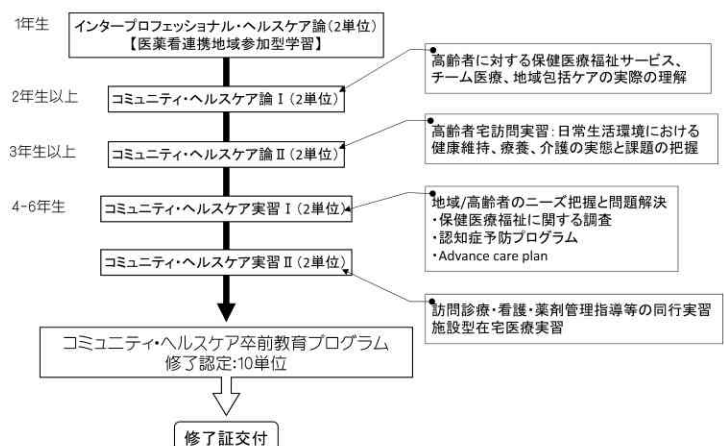 1年生
インタープロフェッショナル・ヘルスケア論(2単位)
【医薬看連携地域参加型学習】
高齢者に対する保健医療福祉サービス、
チーム医療、地域包括ケアの実際の理解
2年生以上
コミュニティ・ヘルスケア論Ⅰ(2単位)
高齢者宅訪問実習:日常生活環境における
健康維持、療養、介護の実態と課題の把握
3年生以上
コミュニティ・ヘルスケア論Ⅱ(2単位)
4-6年生
コミュニティ・ヘルスケア実習Ⅰ(2単位)
地域/高齢者のニーズ把握と問題解決
・保健医療福祉に関する調査
・認知症予防プログラム
・Advance care plan
コミュニティ・ヘルスケア実習Ⅱ(2単位)
訪問診療・看護・薬剤管理指導等の同行実習
施設型在宅医療実習
コミュニティ・ヘルスケア卒前教育プログラム
修了認定:10単位
修了証交付